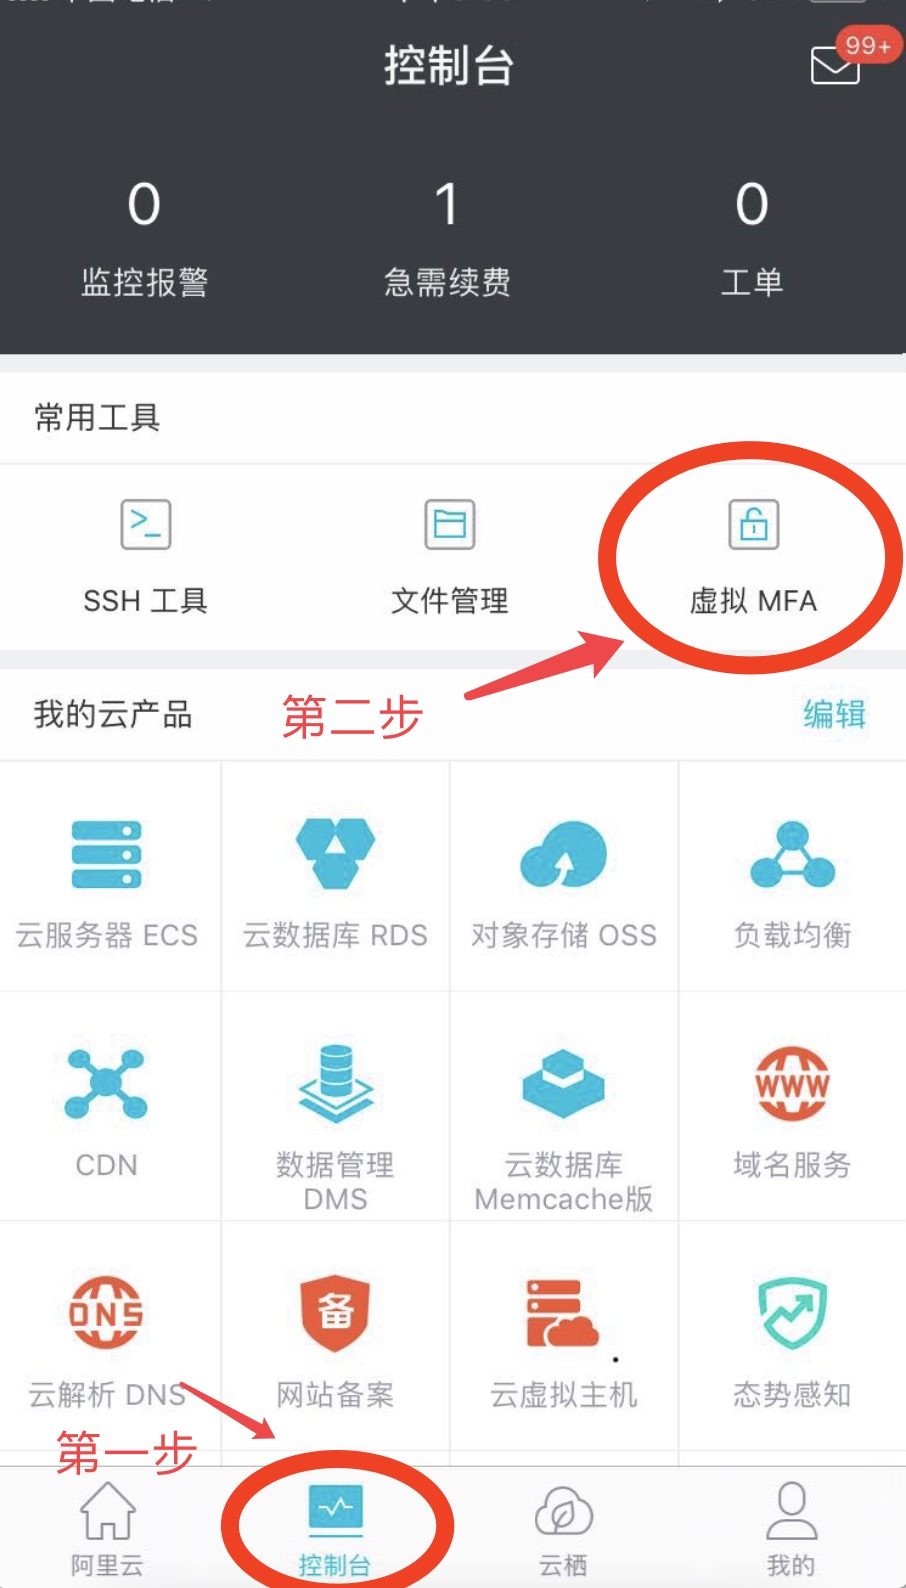 控制台
99+
0 1 0
监控报警 急需续费 工单
常用工具
SSH 工具 文件管理 虚拟 MFA
我的云产品 第二步 编辑
云服务器 ECS 云数据库 RDS 对象存储 OSS 负载均衡
WWW
CDN 数据管理 DMS 云数据库 Memcache版 域名服务
DNS 备
云解析 DNS 网站备案 云虚拟主机 态势感知
第一步
阿里云 控制台 云栖 我的